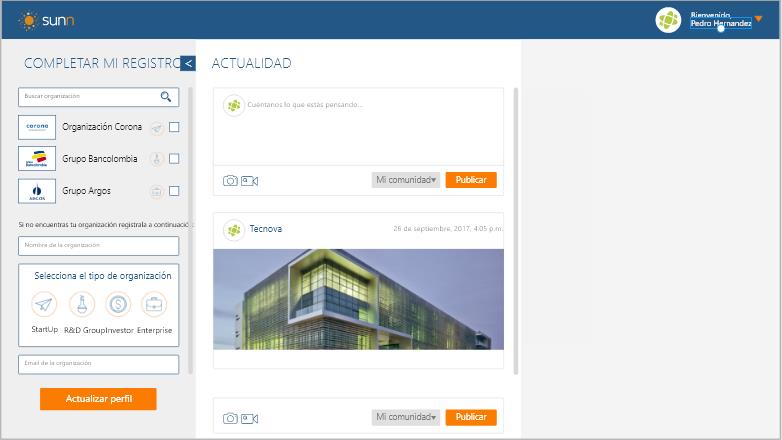 sunn
Bienvenido,
Pedro Hernandez
COMPLETAR MI REGISTRO
<
ACTUALIDAD
Buscar organización
corona
Organización Corona
Grupo Bancolombia
ARGOS
Grupo Argos
Si no encuentras tu organización registrala a continuació
Nombre de la organización
Selecciona el tipo de organización
StartUp
R&D Group
Investor
Enterprise
Email de la organización
Actualizar perfil
Cuéntanos lo que estás pensando...
Mi comunidad
Publicar
Tecnova
26 de septiembre, 2017, 4:05 p.m.
Mi comunidad
Publicar